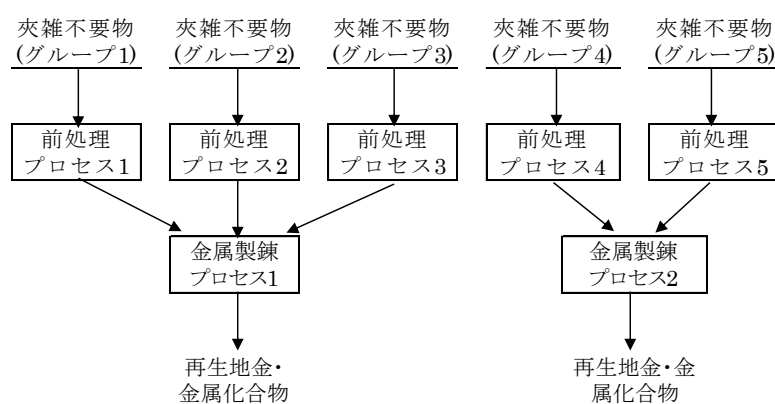 夾雑不要物
(グループ1)
夾雑不要物
(グループ2)
夾雑不要物
(グループ3)
夾雑不要物
(グループ4)
夾雑不要物
(グループ5)
前処理
プロセス1
前処理
プロセス2
前処理
プロセス3
前処理
プロセス4
前処理
プロセス5
金属製錬
プロセス1
金属製錬
プロセス2
再生地金・
金属化合物
再生地金・金
属化合物